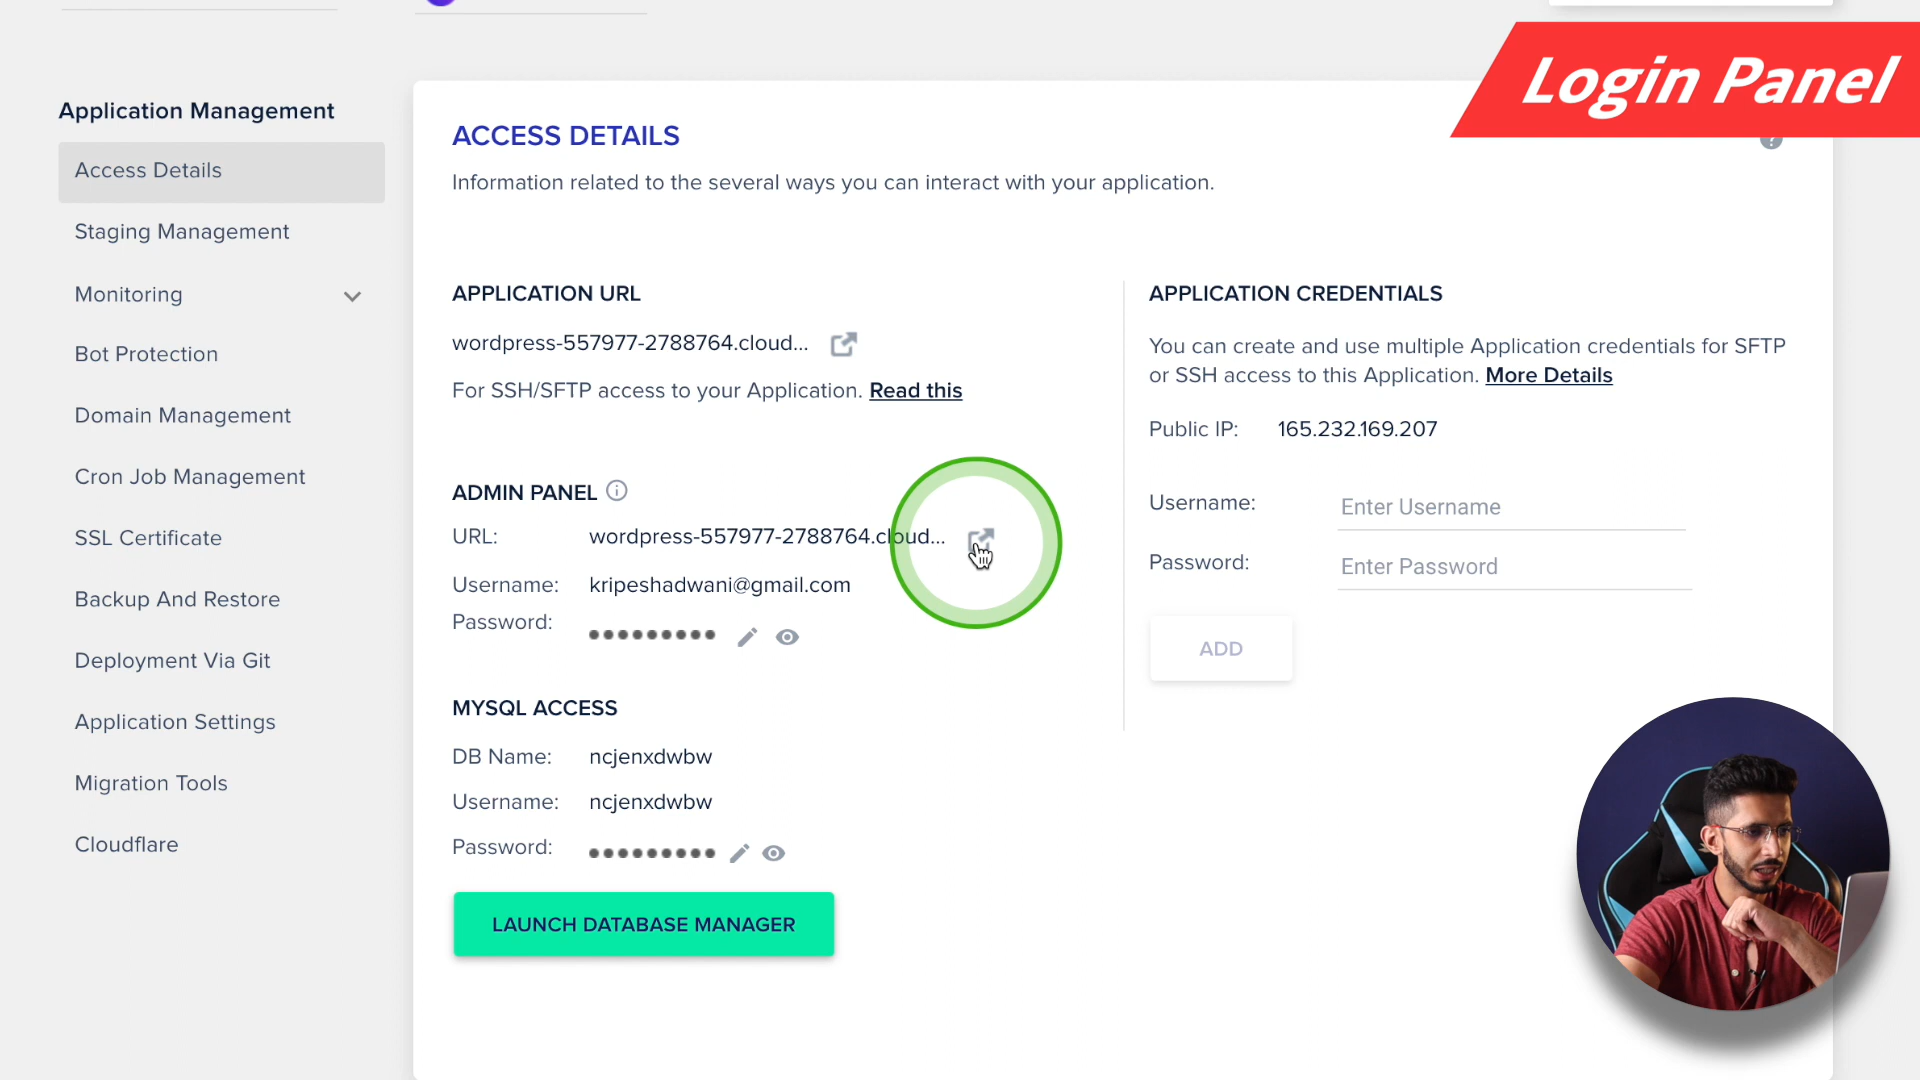 Login Panel
Application Management
Access Details
Staging Management
Monitoring
Bot Protection
Domain Management
Cron Job Management
SSL Certificate
Backup And Restore
Deployment Via Git
Application Settings
Migration Tools
Cloudflare
ACCESS DETAILS
Information related to the several ways you can interact with your application.
APPLICATION URL
wordpress-557977-2788764.cloud...
For SSH/SFTP access to your Application. Read this
ADMIN PANEL
URL: wordpress-557977-2788764.cloud...
Username: kripeshadwani@gmail.com
Password: •••••••••
MYSQL ACCESS
DB Name: ncjenxdwbw
Username: ncjenxdwbw
Password: •••••••••
LAUNCH DATABASE MANAGER
APPLICATION CREDENTIALS
You can create and use multiple Application credentials for SFTP
or SSH access to this Application. More Details
Public IP: 165.232.169.207
Username: Enter Username
Password: Enter Password
ADD